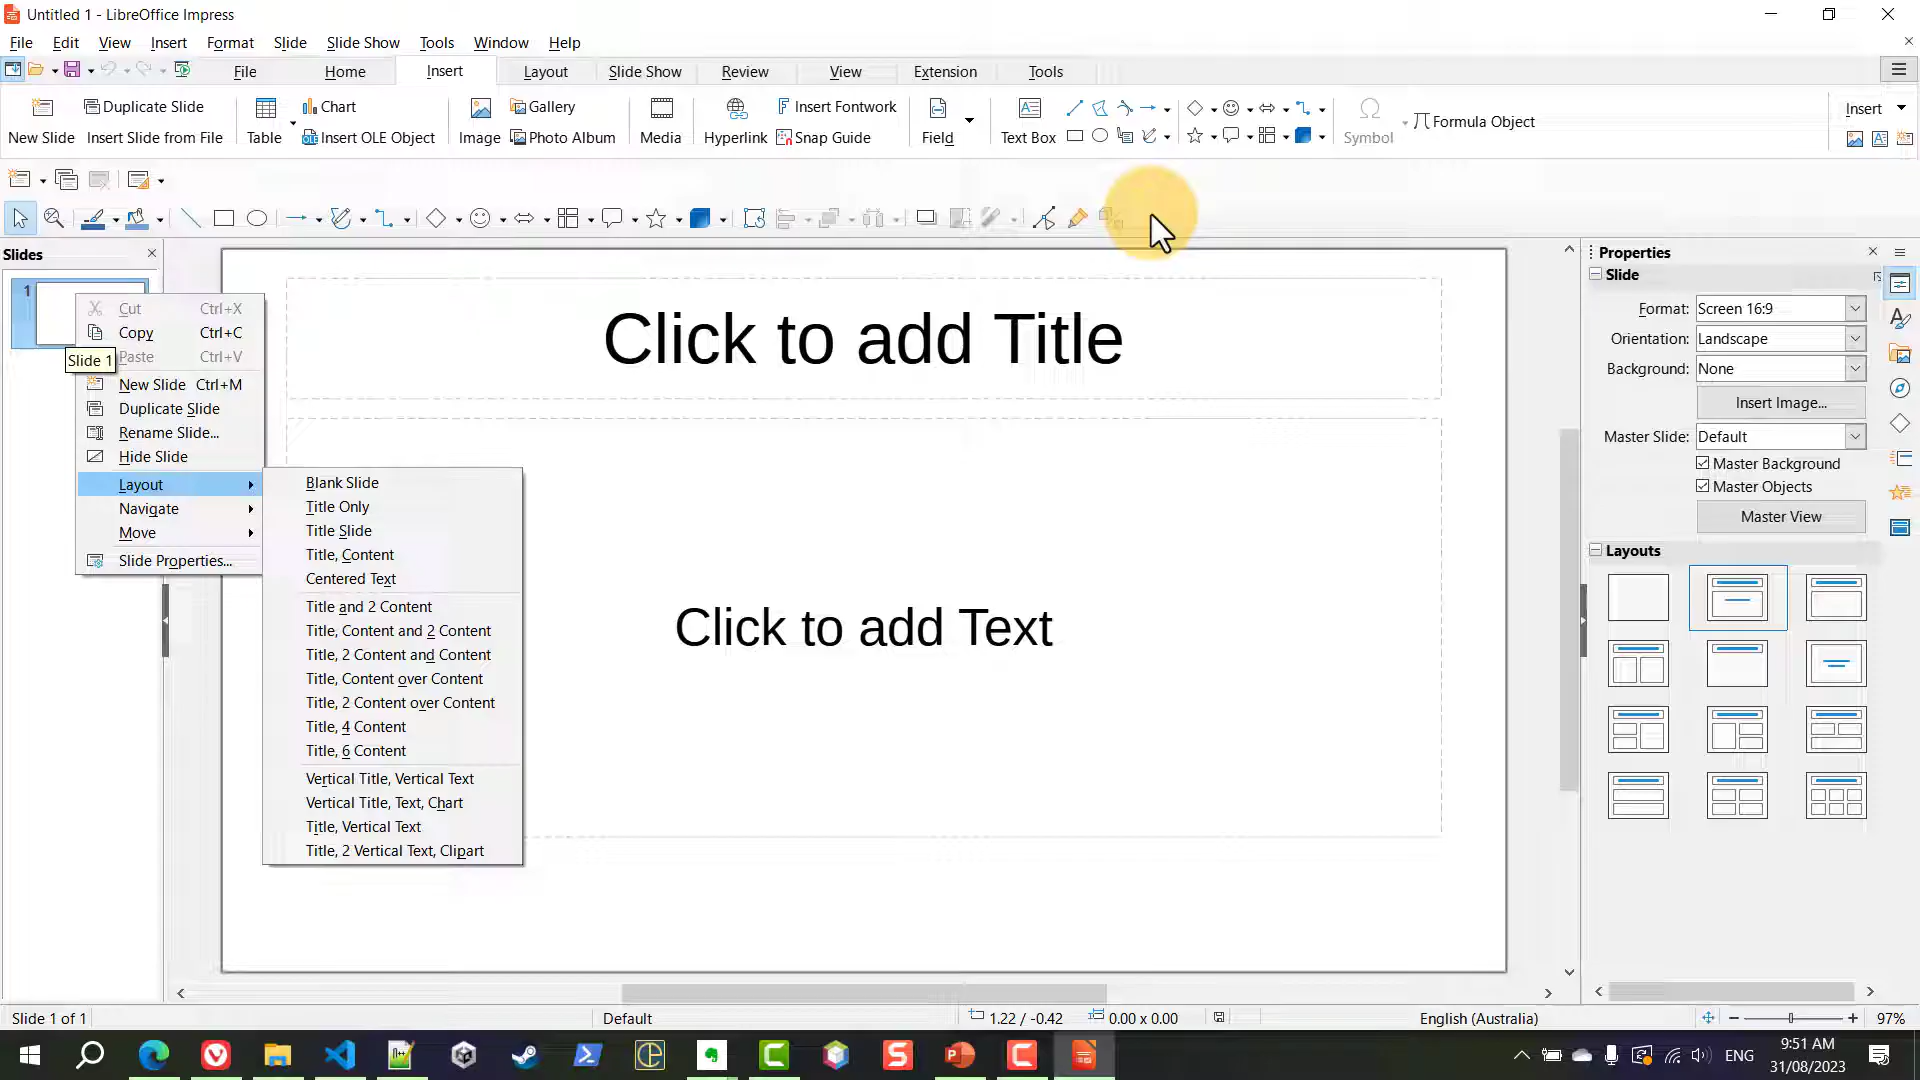 Untitled 1 - LibreOffice Impress
File Edit View Insert Format Slide Slide Show Tools Window Help
File Home Insert Layout Slide Show Review View Extension Tools
New Slide
Duplicate Slide
Insert Slide from File
Table
Chart
Insert OLE Object
Image
Gallery
Photo Album
Media
Hyperlink
Insert Fontwork
Snap Guide
Field
Text Box
Symbol
Formula Object
Insert
Slides
1
Slide 1
Cut Ctrl+X
Copy Ctrl+C
Paste Ctrl+V
New Slide Ctrl+M
Duplicate Slide
Rename Slide...
Hide Slide
Layout
Navigate
Move
Slide Properties...
Blank Slide
Title Only
Title Slide
Title, Content
Centered Text
Title and 2 Content
Title, Content and 2 Content
Title, 2 Content and Content
Title, Content over Content
Title, 2 Content over Content
Title, 4 Content
Title, 6 Content
Vertical Title, Vertical Text
Vertical Title, Text, Chart
Title, Vertical Text
Title, 2 Vertical Text, Clipart
Click to add Title
Click to add Text
Properties
Slide
Format: Screen 16:9
Orientation: Landscape
Background: None
Insert Image...
Master Slide: Default
Master Background
Master Objects
Master View
Layouts
Slide 1 of 1 Default 1.22 / -0.42 0.00 x 0.00 English (Australia) 97%
ENG
9:51 AM
31/08/2023